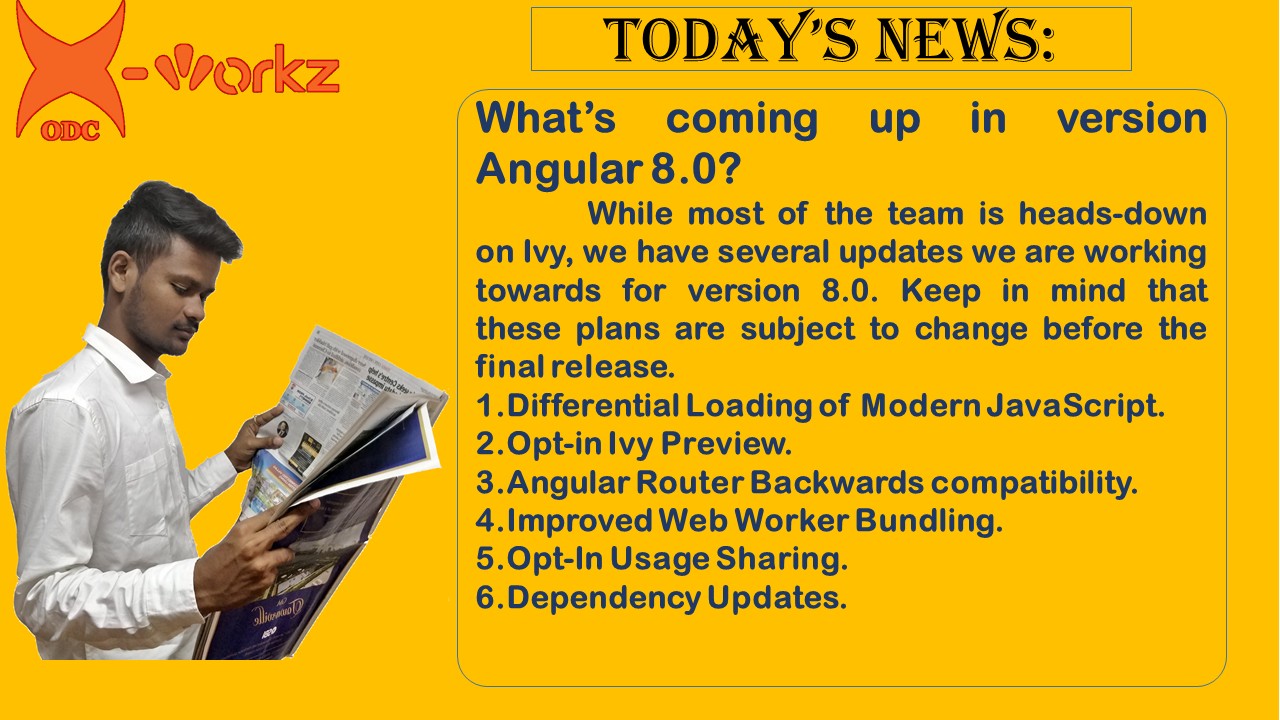 X-Workz
ODC
TODAY'S NEWS:
What's coming up in version
Angular 8.0?
While most of the team is heads-down
on Ivy, we have several updates we are working
towards for version 8.0. Keep in mind that
these plans are subject to change before the
final release.
1.Differential Loading of Modern JavaScript.
2.Opt-in Ivy Preview.
3.Angular Router Backwards compatibility.
4.Improved Web Worker Bundling.
5.Opt-In Usage Sharing.
6.Dependency Updates.